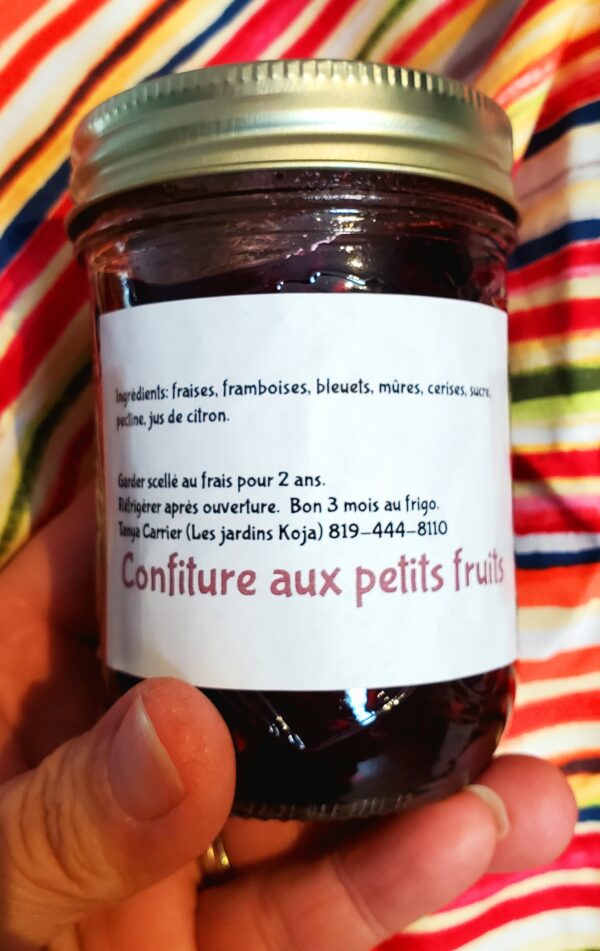 Ingrédients: fraises, framboises, bleuets, mûres, cerises, sucre,
pectine, jus de citron.
Garder scellé au frais pour 2 ans.
Réfrigérer après ouverture. Bon 3 mois au frigo.
Tanya Carrier (Les jardins Koja) 819-444-8110
Confiture aux petits fruits